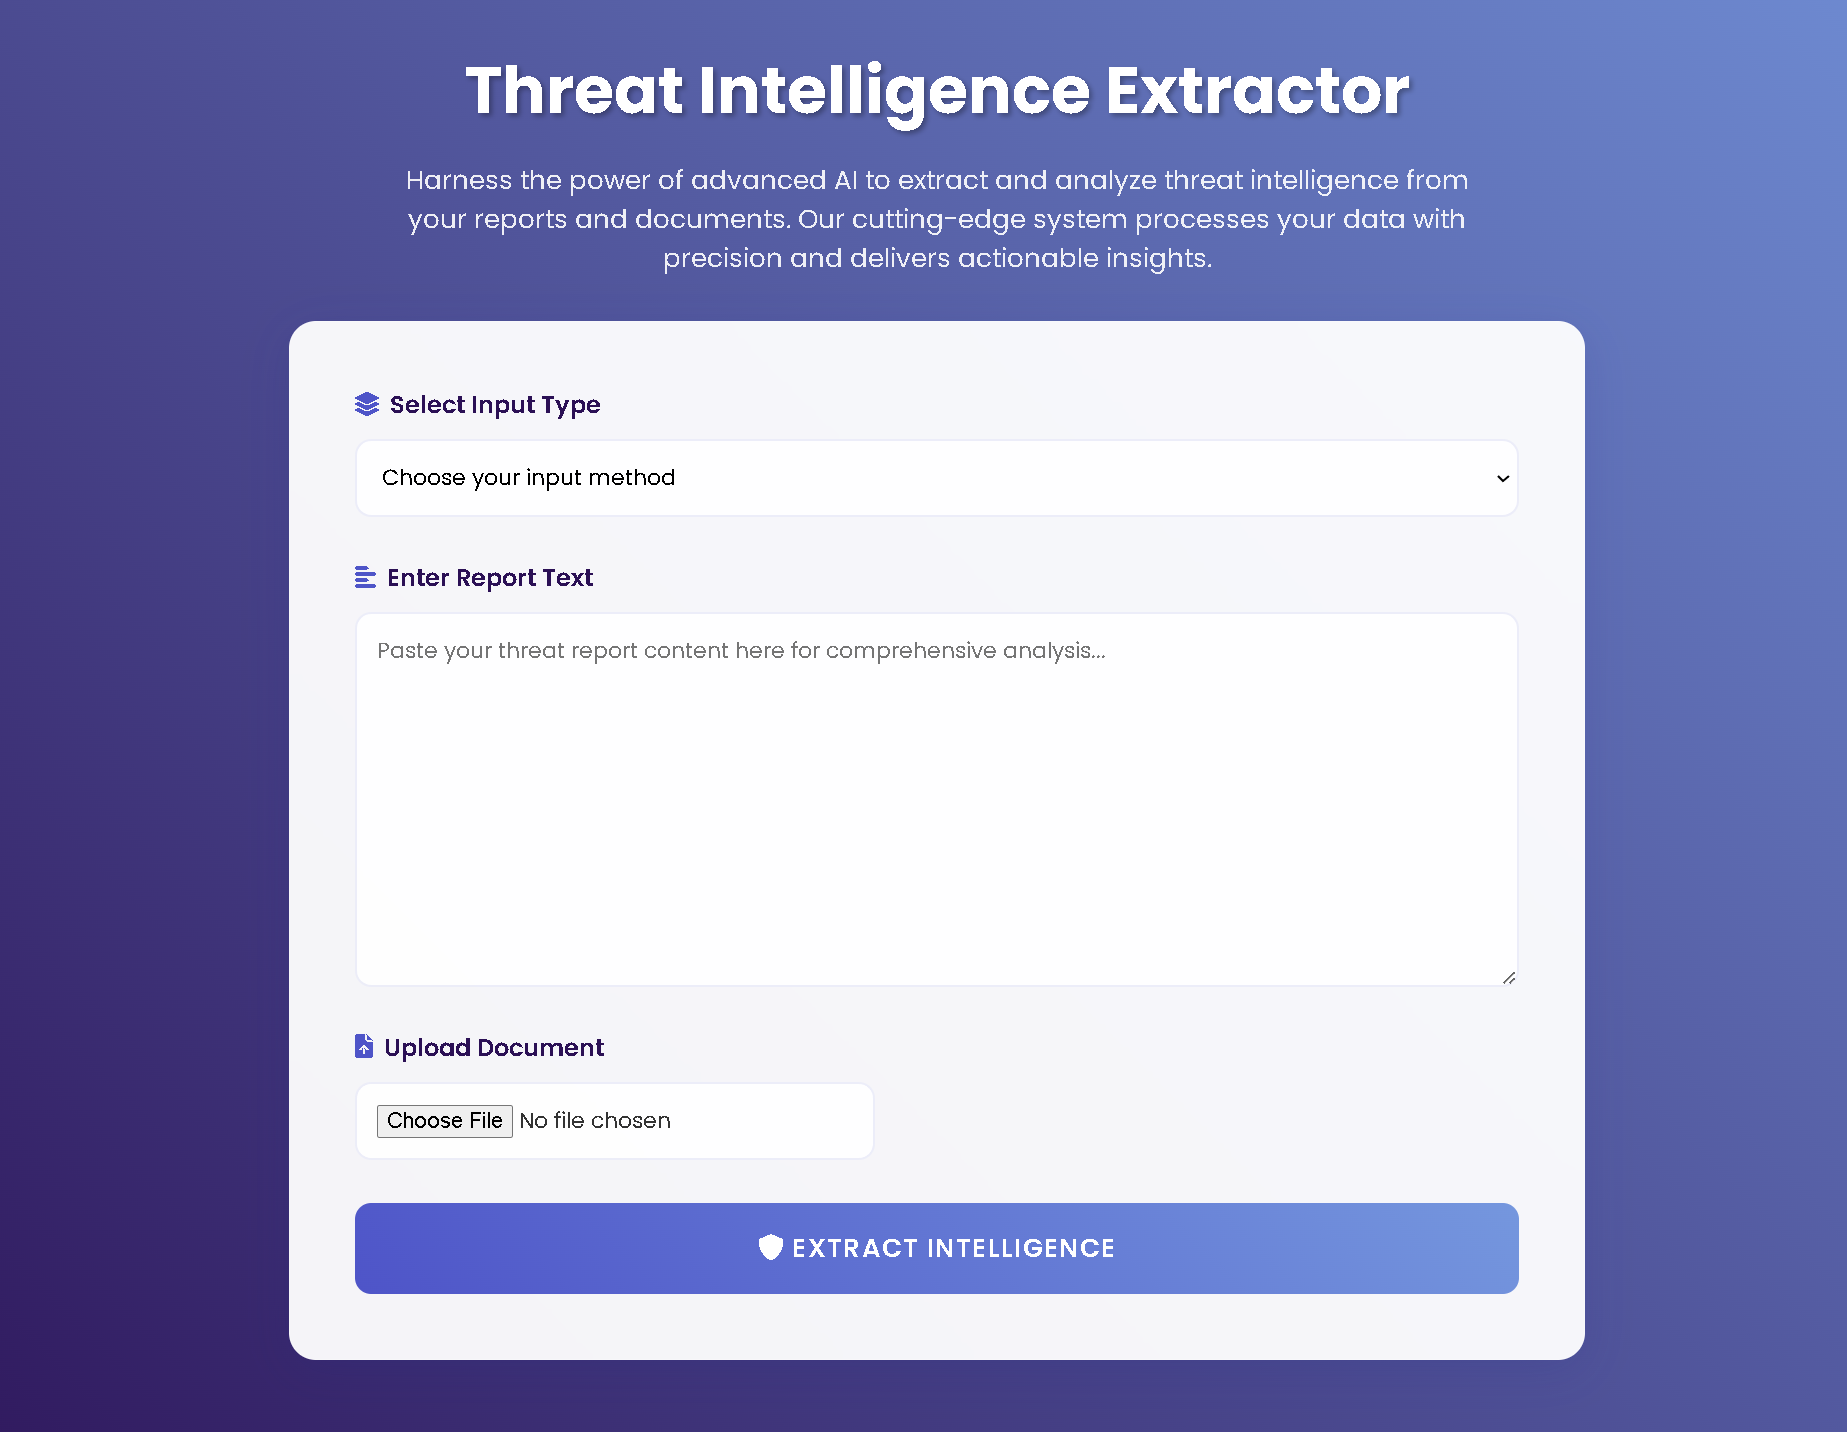 Threat Intelligence Extractor
Harness the power of advanced AI to extract and analyze threat intelligence from
your reports and documents. Our cutting-edge system processes your data with
precision and delivers actionable insights.
Select Input Type
Choose your input method
Enter Report Text
Paste your threat report content here for comprehensive analysis...
Upload Document
Choose File No file chosen
EXTRACT INTELLIGENCE